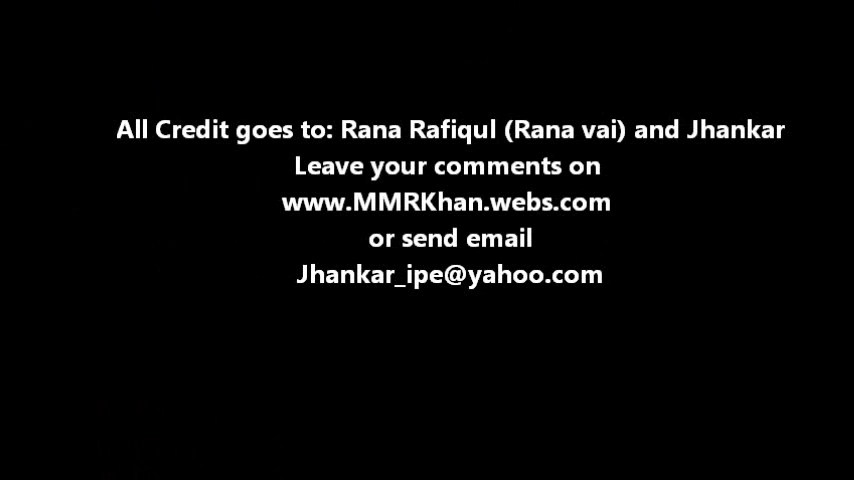 All Credit goes to: Rana Rafiqul (Rana vai) and Jhankar
Leave your comments on
www.MMRKhan.webs.com
or send email
Jhankar_ipe@yahoo.com